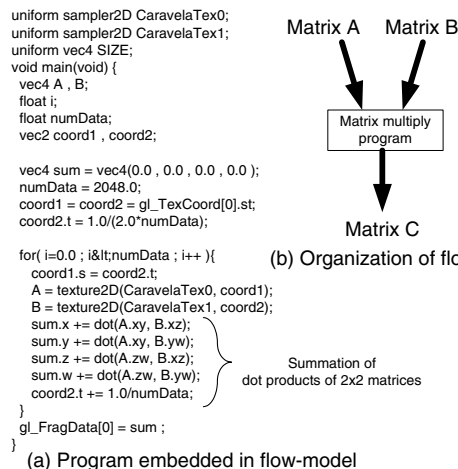 uniform sampler2D CaravelaTex0;
uniform sampler2D CaravelaTex1;
uniform vec4 SIZE;
void main(void) {
vec4 A , B;
float i;
float numData;
vec2 coord1 , coord2;
vec4 sum = vec4(0.0 , 0.0 , 0.0 , 0.0 );
numData = 2048.0;
coord1 = coord2 = gl_TexCoord[0].st;
coord2.t = 1.0/(2.0*numData);
for( i=0.0 ; i&lt;numData ; i++ ){
coord1.s = coord2.t;
A = texture2D(CaravelaTex0, coord1);
B = texture2D(CaravelaTex1, coord2);
sum.x += dot(A.xy, B.xz);
sum.y += dot(A.xy, B.yw);
sum.z += dot(A.zw, B.xz);
sum.w += dot(A.zw, B.yw);
coord2.t += 1.0/numData;
}
gl_FragData[0] = sum ;
}
Summation of
dot products of 2x2 matrices
(a) Program embedded in flow-model
Matrix A
Matrix B
Matrix multiply
program
Matrix C
(b) Organization of